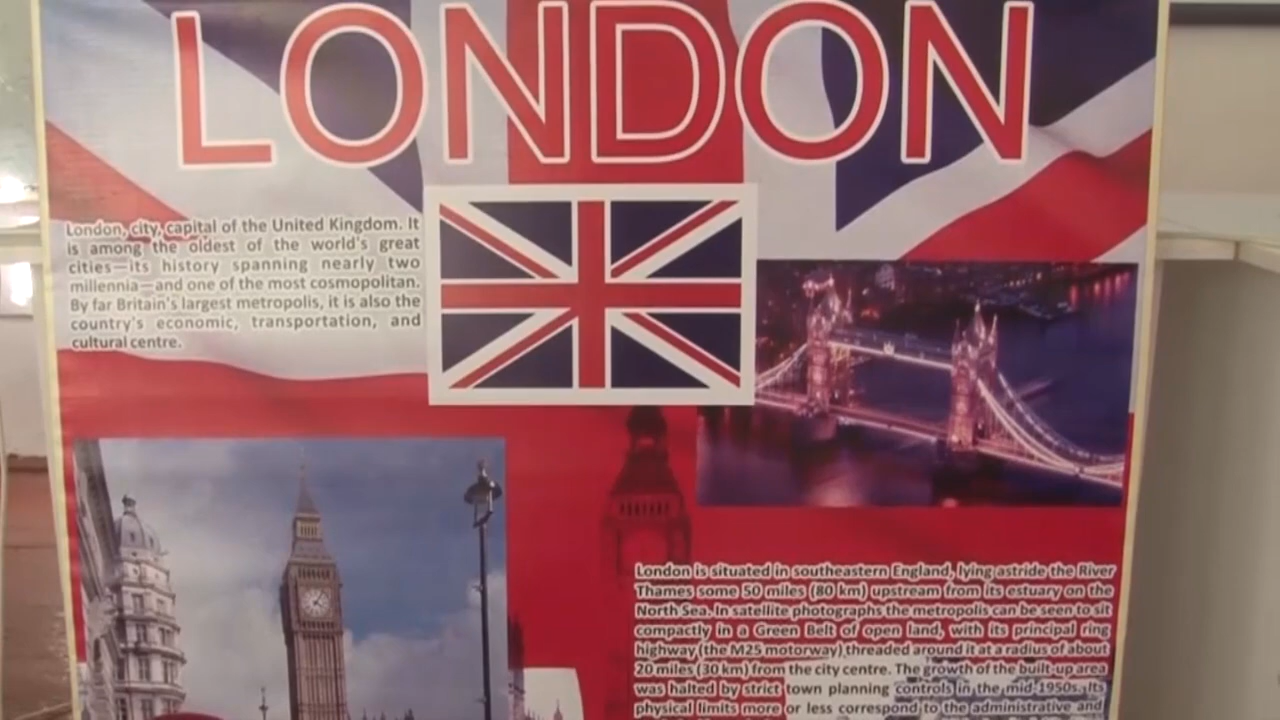 LONDON
London, city, capital of the United Kingdom. It
is among the oldest of the world's great
cities—its history spanning nearly two
millennia—and one of the most cosmopolitan.
By far Britain's largest metropolis, it is also the
country's economic, transportation, and
cultural centre.
London is situated in southeastern England, lying astride the River
Thames some 50 miles (80 km) upstream from its estuary on the
North Sea. In satellite photographs the metropolis can be seen to sit
compactly in a Green Belt of open land, with its principal ring
highway (the M25 motorway) threaded around it at a radius of about
20 miles (30 km) from the city centre. The growth of the built-up area
was halted by strict town planning controls in the mid-1950s. Its
physical limits more or less correspond to the administrative and